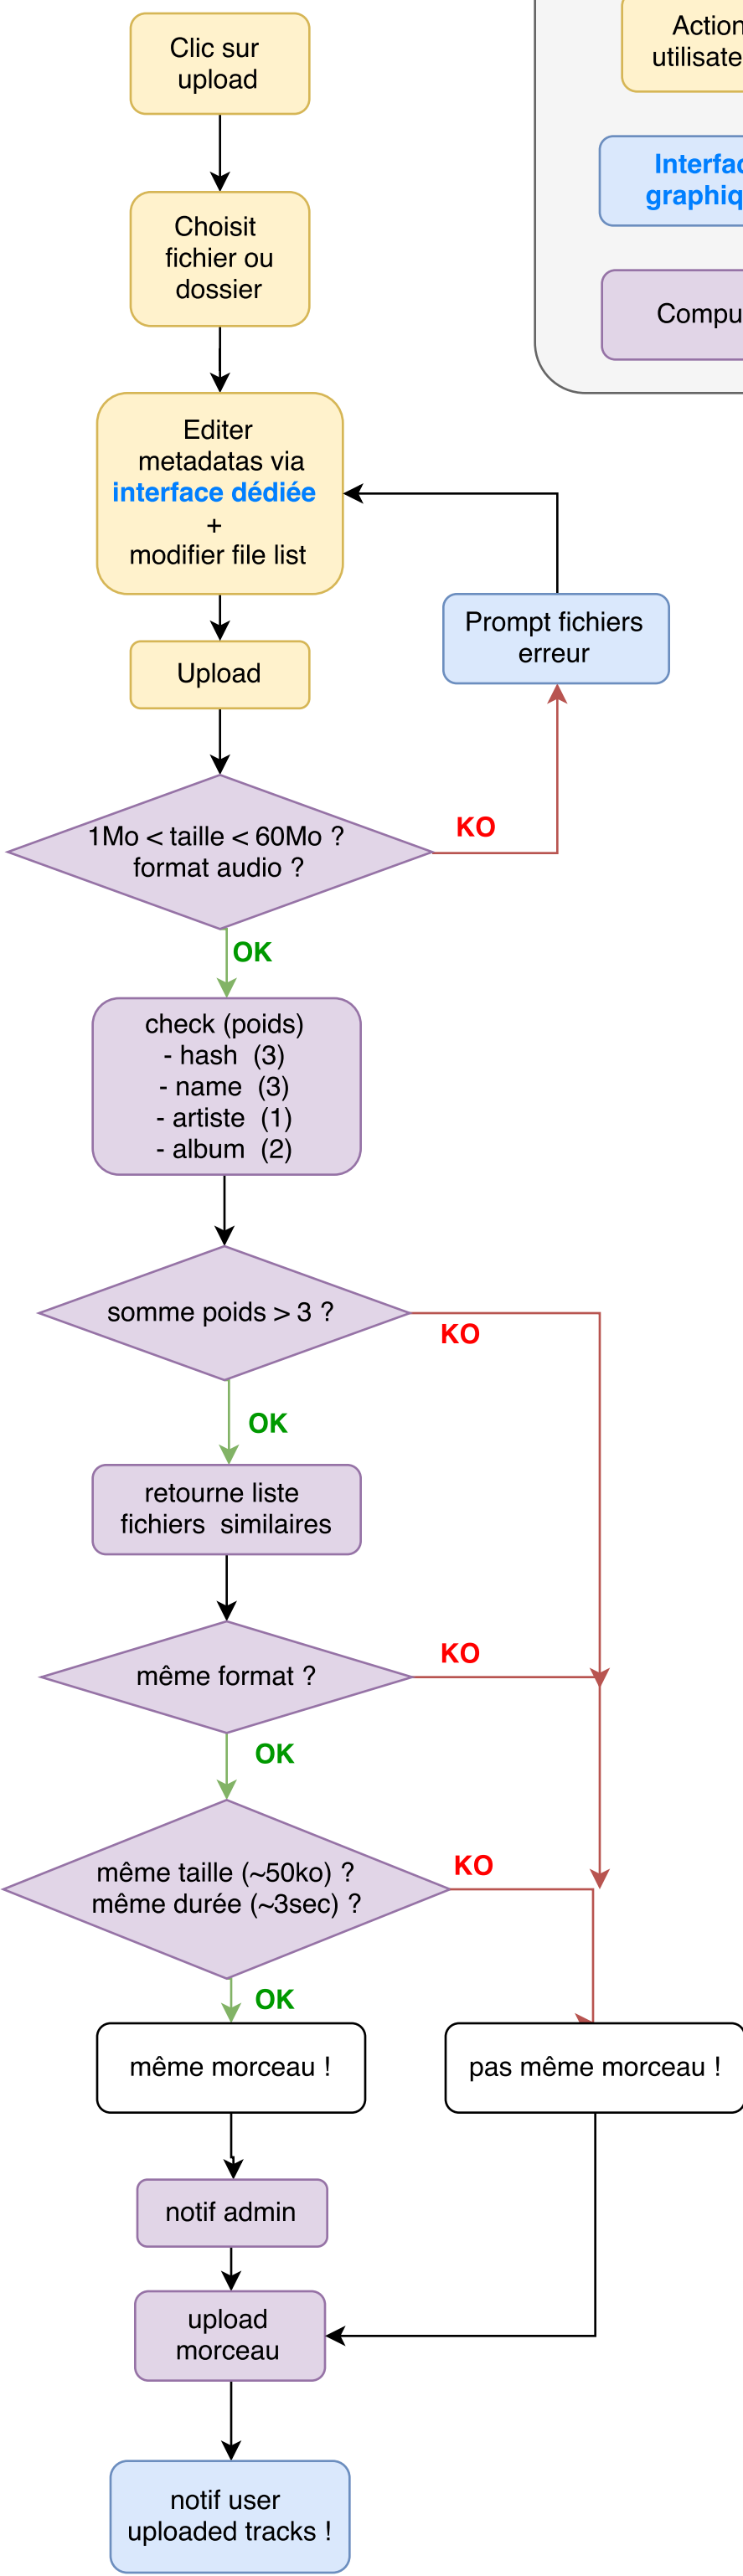 Clic sur
upload
Action
Choisit
fichier ou
dossier
Editer
metadatas via
interface dédiée
+
modifier file list
Prompt fichiers
erreur
Upload
1Mo < taille < 60Mo ?
format audio ?
KO
OK
check (poids)
- hash (3)
- name (3)
- artiste (1)
- album (2)
somme poids > 3 ?
KO
OK
retourne liste
fichiers similaires
même format ?
KO
OK
même taille (~50ko) ?
même durée (~3sec) ?
KO
OK
même morceau !
pas même morceau !
notif admin
upload
morceau
notif user
uploaded tracks !